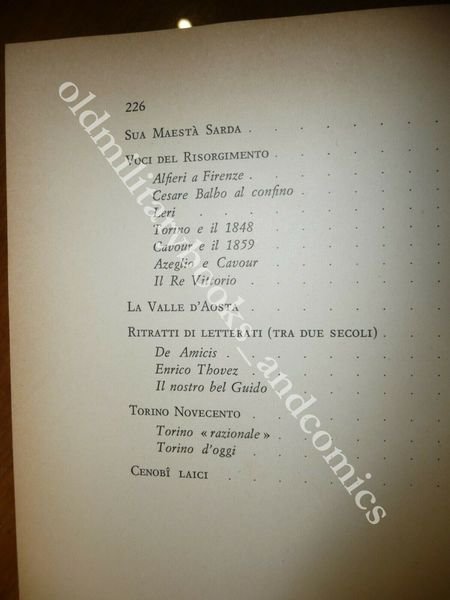 226
Sua Maestà Sarda . . . . .
Voci del Risorgimento . . . .
Alfieri a Firenze . . . .
Cesare Balbo al confino . . . .
Leri . . . . . .
Torino e il 1848 . . . .
Cavour e il 1859 . . . .
Azeglio e Cavour . . . .
Il Re Vittorio . . . .
La Valle d'Aosta . . . .
Ritratti di letterati (tra due secoli) .
De Amicis . . . . .
Enrico Thovez . . . .
Il nostro bel Guido . . . .
Torino Novecento . . . . .
Torino « razionale » . . . .
Torino d'oggi . . . . .
Cenobî laici . . . . . .
oldmilitarybooks_andcomics